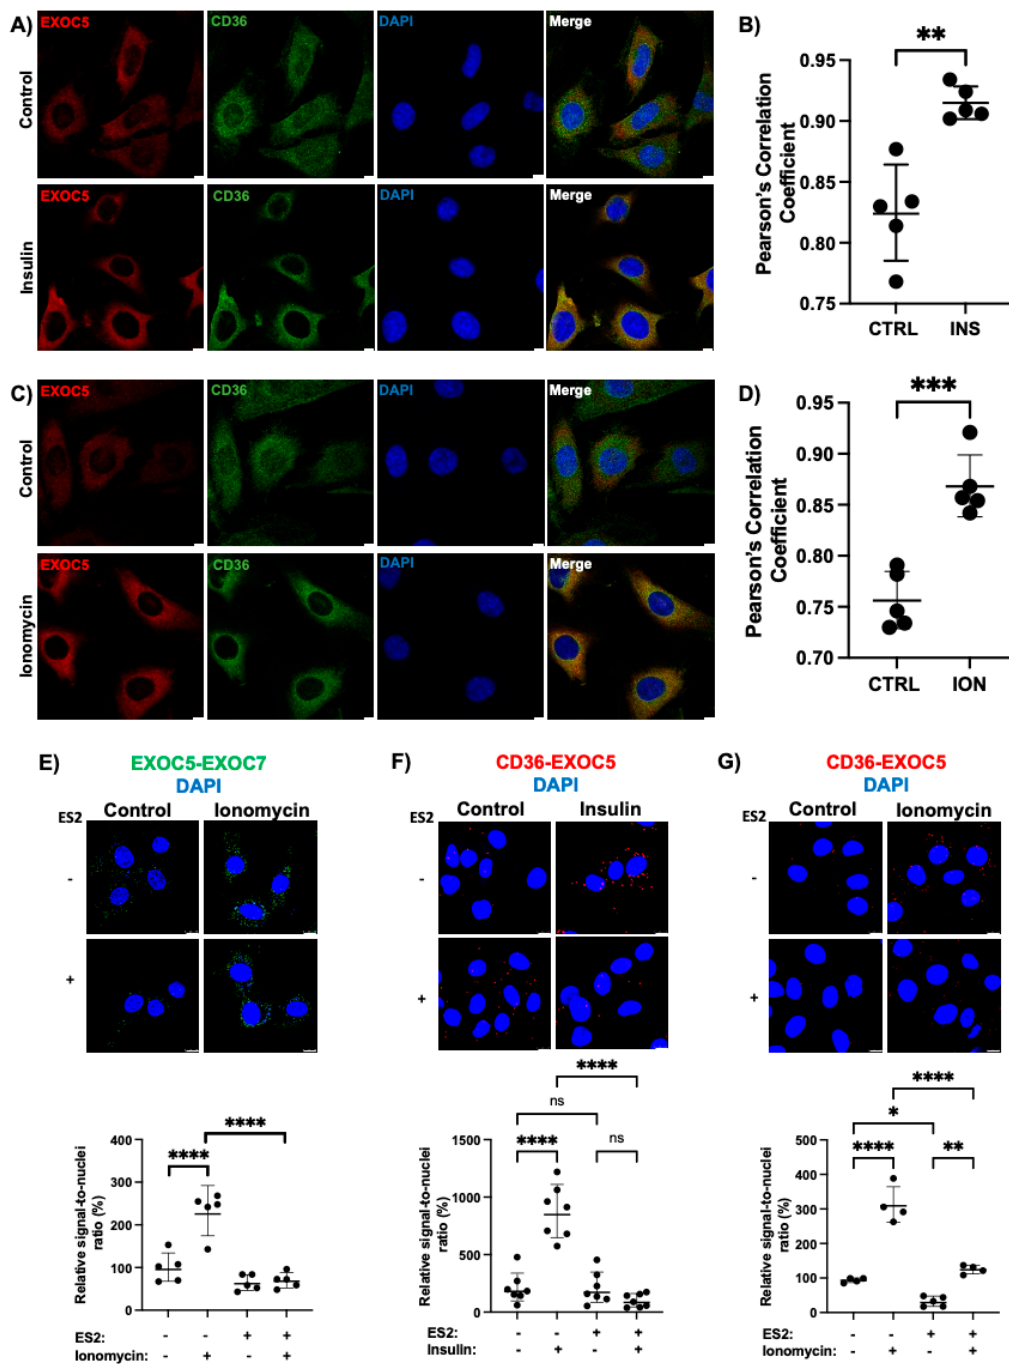 A)
EXOC5 CD36 DAPI Merge
Control
EXOC5 CD36 DAPI Merge
Insulin
B)
**
Pearson's Correlation
Coefficient
0.95
0.90
0.85
0.80
0.75
CTRL INS
C)
EXOC5 CD36 DAPI Merge
Control
EXOC5 CD36 DAPI Merge
Ionomycin
D)
***
Pearson's Correlation
Coefficient
0.95
0.90
0.85
0.80
0.75
0.70
CTRL ION
E)
EXOC5-EXOC7
DAPI
ES2 Control Ionomycin
-
+
****
****
Relative signal-to-nuclei
ratio (%)
400
300
200
100
0
ES2: - - + +
Ionomycin: - + - +
F)
CD36-EXOC5
DAPI
ES2 Control Insulin
-
+
****
ns
**** ns
Relative signal-to-nuclei
ratio (%)
1500
1000
500
0
ES2: - - + +
Insulin: - + - +
G)
CD36-EXOC5
DAPI
ES2 Control Ionomycin
-
+
****
*
**** **
Relative signal-to-nuclei
ratio (%)
500
400
300
200
100
0
ES2: - - + +
Ionomycin: - + - +